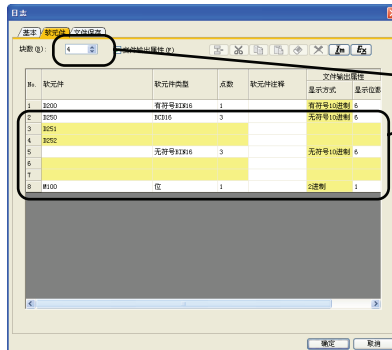 日志
基本 软元件 文件保存
块数(B): 4 文件输出属性(F) Im Ex
No. 软元件 软元件类型 点数 软元件注释 文件输出属性
显示方式 显示位数
1 D200 有符号BIN16 1 有符号10进制 6
2 D250 BCD16 3 无符号10进制 6
3 D251
4 D252
5 无符号BIN16 3 无符号10进制 6
6
7
8 M100 位 1 2进制 1
确定 取消